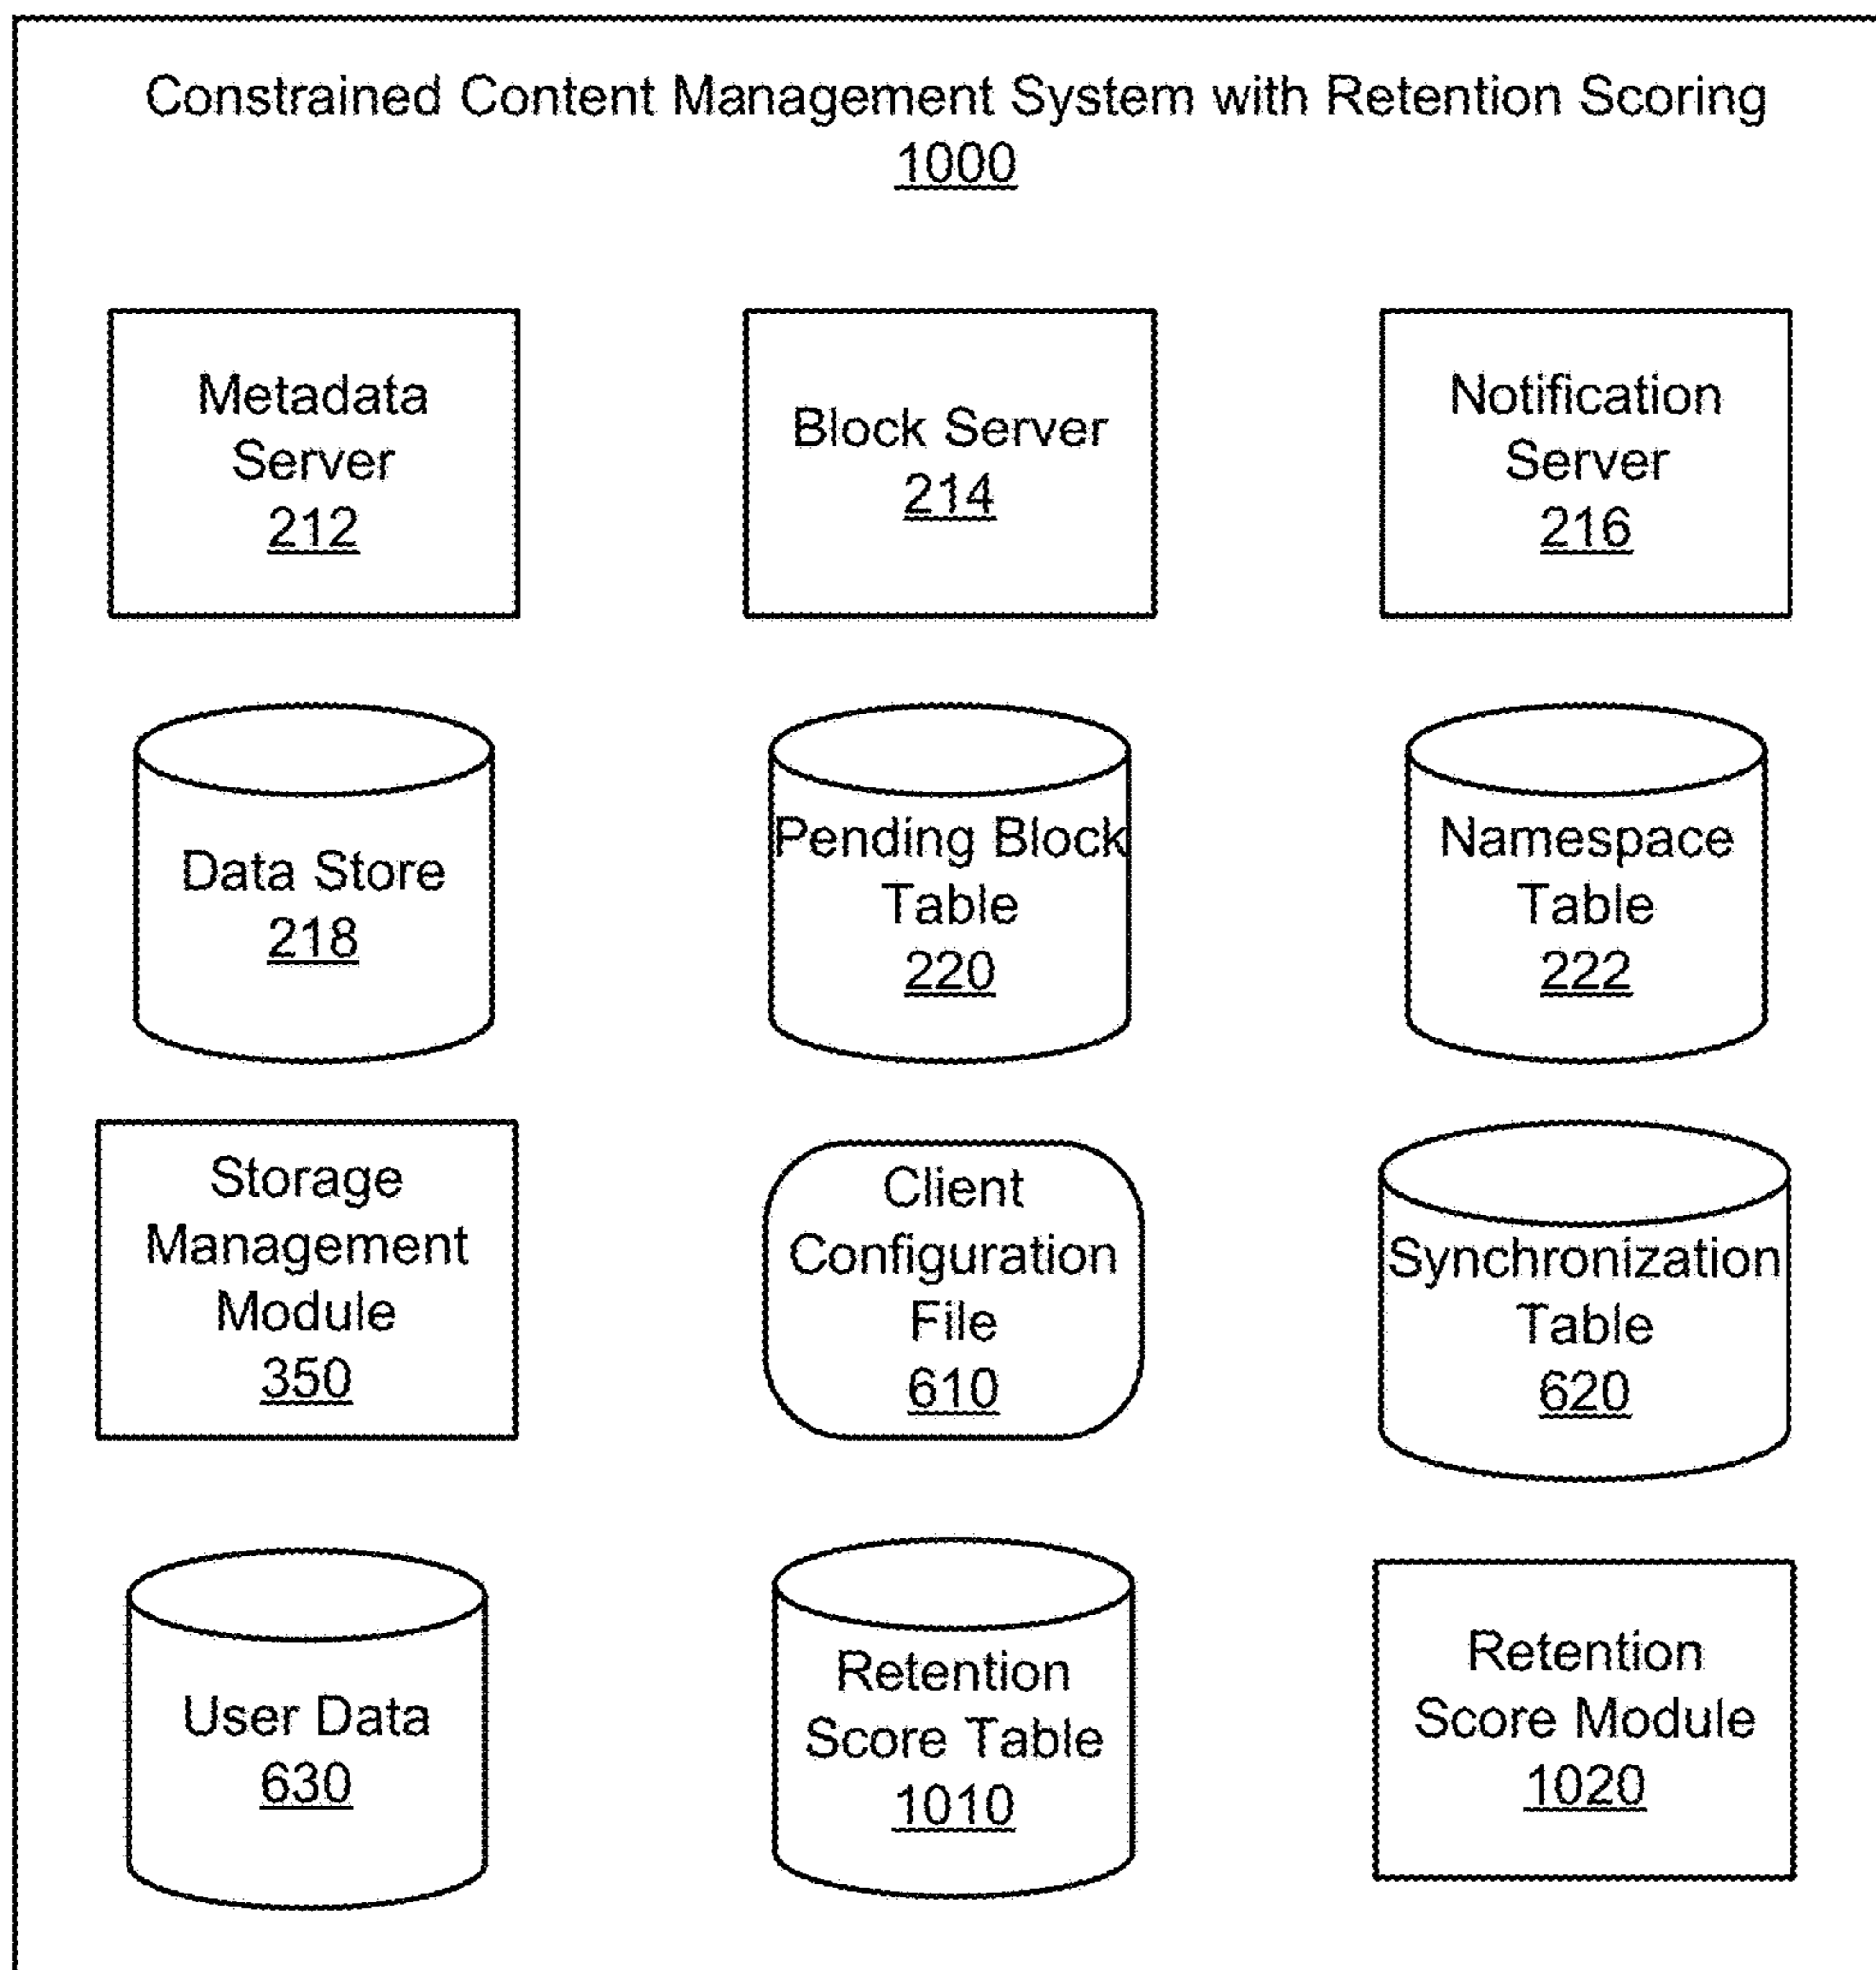 Constrained Content Management System with Retention Scoring
1000
Metadata
Server
212
Block Server
214
Notification
Server
216
Data Store
218
Pending Block
Table
220
Namespace
Table
222
Storage
Management
Module
350
Client
Configuration
File
610
Synchronization
Table
620
User Data
630
Retention
Score Table
1010
Retention
Score Module
1020